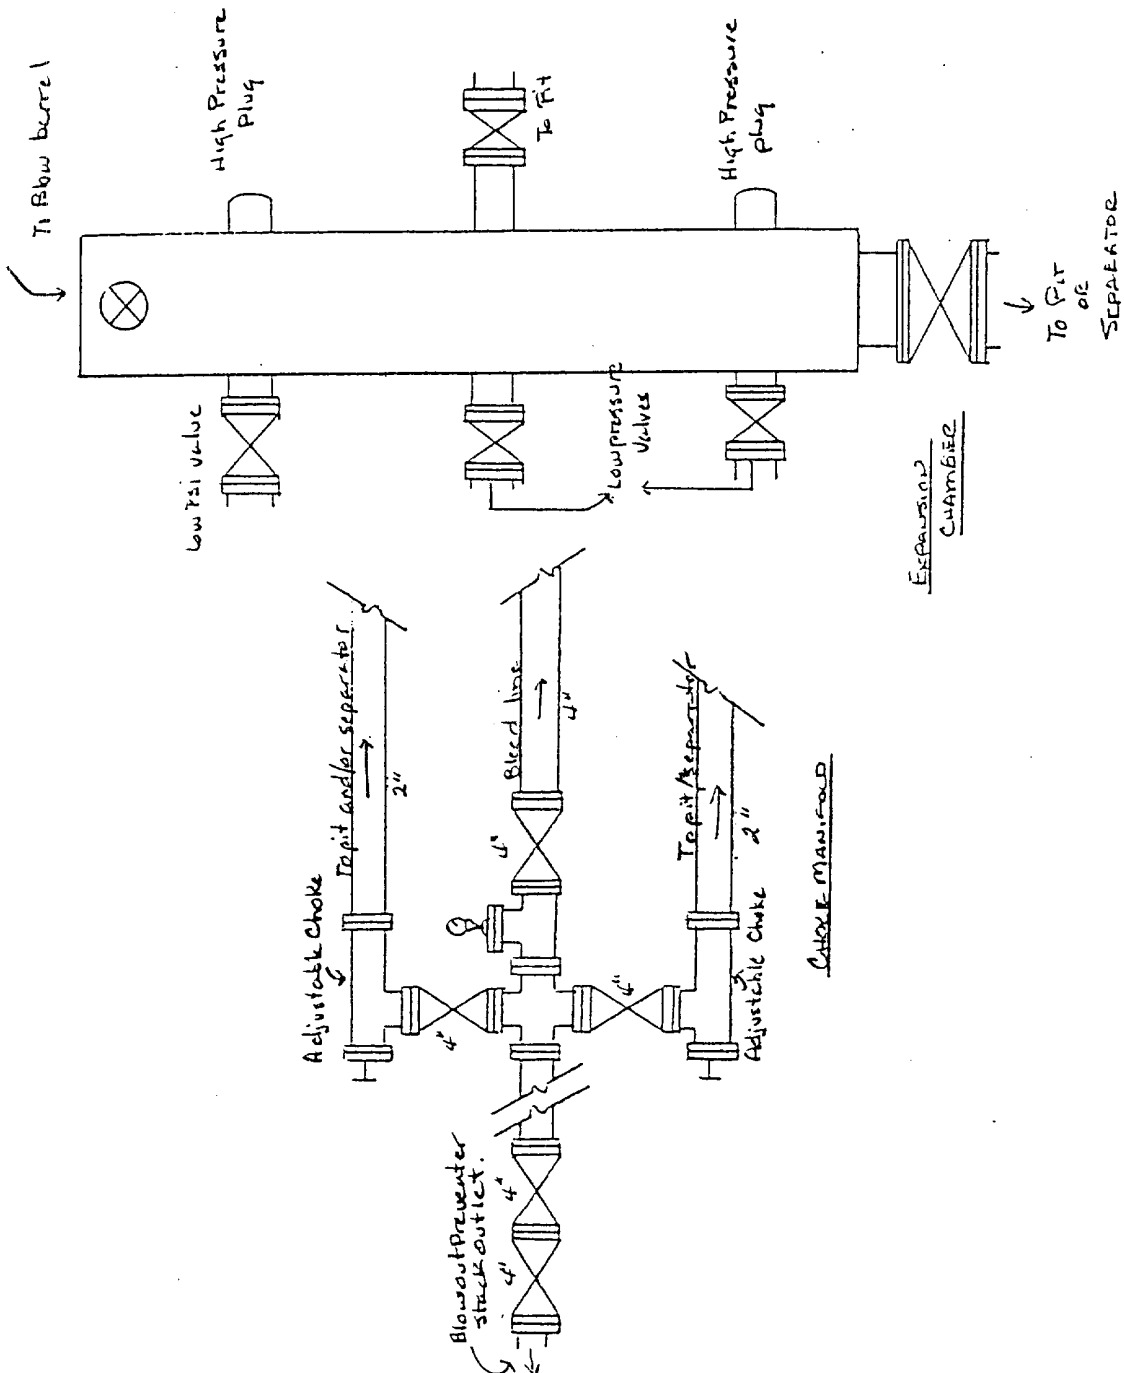 To Blow barrel
High Pressure
plug
To Pit
High Pressure
plug
Low PSI valve
Low pressure
valves
To Pit
or
SEPARATOR
EXPANSION
CHAMBER
Adjustable Choke
To pit and/or separator
2"
Bleed line
4"
4"
4"
4"
To pit/separator
2"
Adjustable Choke
CHOKE MANIFOLD
Blowout Preventer
stack outlet.
4"
4"